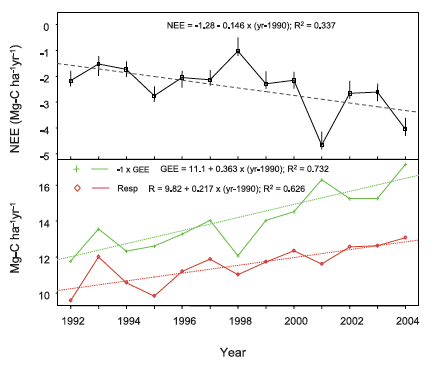 NEE = -1.28 - 0.146 x (yr-1990); R² = 0.337
0
-1
-2
-3
-4
-5
NEE (Mg-C ha⁻¹yr⁻¹)
-1 x GEE GEE = 11.1 + 0.363 x (yr-1990); R² = 0.732
Resp R = 9.82 + 0.217 x (yr-1990); R² = 0.626
16
14
12
10
Mg-C ha⁻¹yr⁻¹
1992 1994 1996 1998 2000 2002 2004
Year